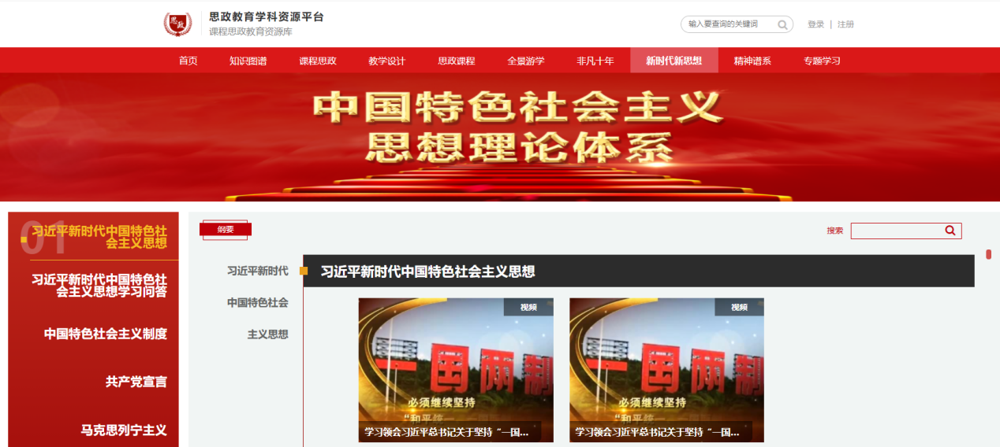 思政
思政教育学科资源平台
课程思政教育资源库
输入要查询的关键词
登录 | 注册
首页 知识图谱 课程思政 教学设计 思政课程 全景游学 非凡十年 新时代新思想 精神谱系 专题学习
中国特色社会主义
思想理论体系
01
习近平新时代中国特色社
会主义思想
习近平新时代中国特色社
会主义思想学习问答
中国特色社会主义制度
共产党宣言
马克思列宁主义
纲要
搜索
习近平新时代
中国特色社会
主义思想
习近平新时代中国特色社会主义思想
视频
一国两制
必须继续坚持
“和平统一
学习领会习近平总书记关于坚持“一国...
视频
一国两制
必须继续坚持
“和平统一
学习领会习近平总书记关于坚持“一国...